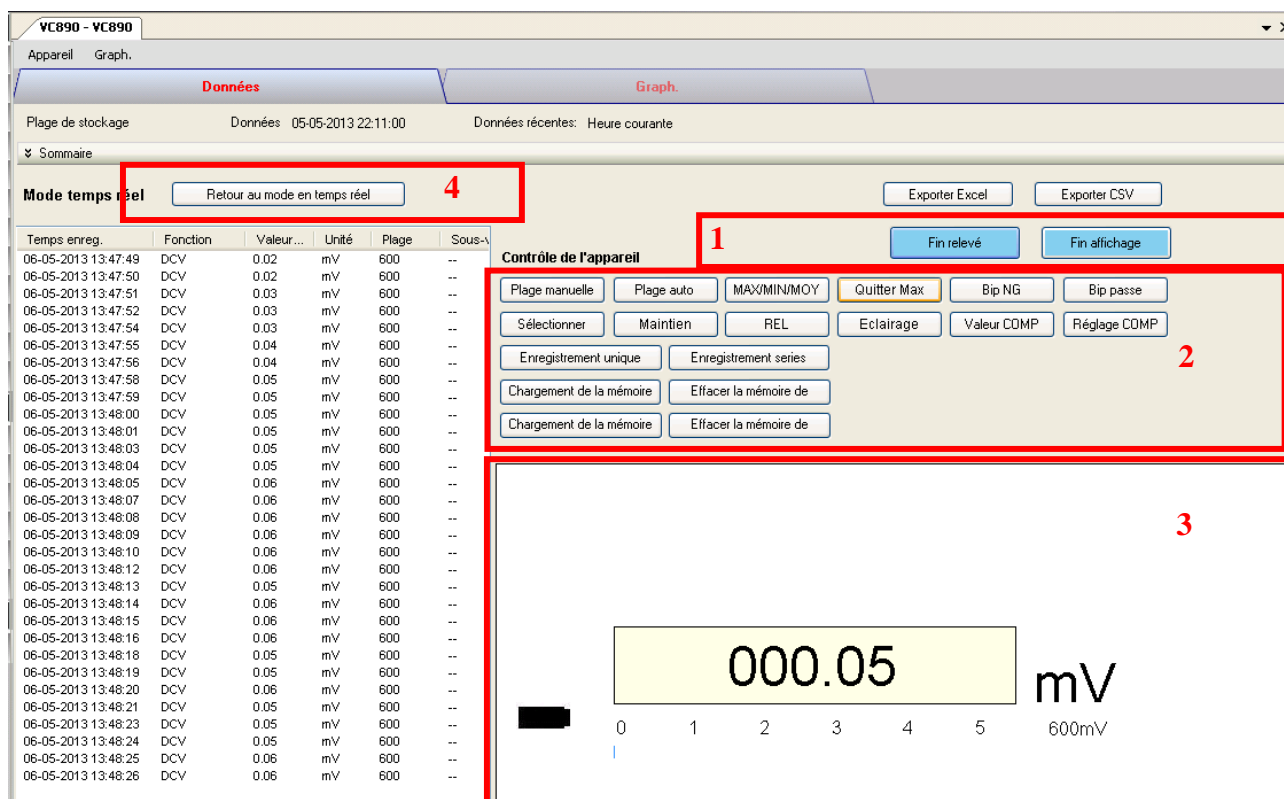 VC890 - VC890
Appareil Graph.
Données Graph.
Plage de stockage Données 05-05-2013 22:11:00 Données récentes: Heure courante
Sommaire
Mode temps réel Retour au mode en temps réel 4 Exporter Excel Exporter CSV
1 Fin relevé Fin affichage
Contrôle de l'appareil
Plage manuelle Plage auto MAX/MIN/MOY Quitter Max Bip NG Bip passe
Sélectionner Maintien REL Eclairage Valeur COMP Réglage COMP
Enregistrement unique Enregistrement series 2
Chargement de la mémoire Effacer la mémoire de
Chargement de la mémoire Effacer la mémoire de
Temps enreg. Fonction Valeur... Unité Plage Sous-
06-05-2013 13:47:49 DCV 0.02 mV 600 --
06-05-2013 13:47:50 DCV 0.02 mV 600 --
06-05-2013 13:47:51 DCV 0.03 mV 600 --
06-05-2013 13:47:52 DCV 0.03 mV 600 --
06-05-2013 13:47:54 DCV 0.03 mV 600 --
06-05-2013 13:47:55 DCV 0.04 mV 600 --
06-05-2013 13:47:56 DCV 0.04 mV 600 --
06-05-2013 13:47:58 DCV 0.05 mV 600 --
06-05-2013 13:47:59 DCV 0.05 mV 600 --
06-05-2013 13:48:00 DCV 0.05 mV 600 --
06-05-2013 13:48:01 DCV 0.05 mV 600 --
06-05-2013 13:48:03 DCV 0.05 mV 600 --
06-05-2013 13:48:04 DCV 0.05 mV 600 --
06-05-2013 13:48:05 DCV 0.06 mV 600 --
06-05-2013 13:48:07 DCV 0.06 mV 600 --
06-05-2013 13:48:08 DCV 0.06 mV 600 --
06-05-2013 13:48:09 DCV 0.06 mV 600 --
06-05-2013 13:48:10 DCV 0.06 mV 600 --
06-05-2013 13:48:12 DCV 0.06 mV 600 --
06-05-2013 13:48:13 DCV 0.05 mV 600 --
06-05-2013 13:48:14 DCV 0.06 mV 600 --
06-05-2013 13:48:15 DCV 0.06 mV 600 --
06-05-2013 13:48:16 DCV 0.06 mV 600 --
06-05-2013 13:48:18 DCV 0.05 mV 600 --
06-05-2013 13:48:19 DCV 0.05 mV 600 --
06-05-2013 13:48:20 DCV 0.06 mV 600 --
06-05-2013 13:48:21 DCV 0.05 mV 600 --
06-05-2013 13:48:23 DCV 0.05 mV 600 --
06-05-2013 13:48:24 DCV 0.05 mV 600 --
06-05-2013 13:48:25 DCV 0.06 mV 600 --
06-05-2013 13:48:26 DCV 0.06 mV 600 --
3
000.05 mV
0 1 2 3 4 5 600mV